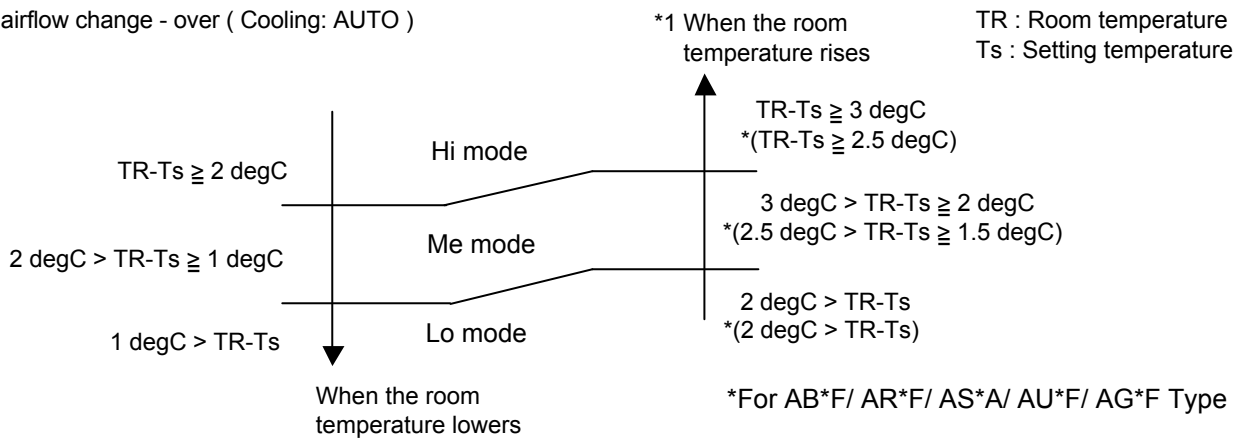 airflow change - over ( Cooling: AUTO )
*1 When the room
temperature rises
TR : Room temperature
Ts : Setting temperature
TR-Ts ≧ 2 degC
2 degC > TR-Ts ≧ 1 degC
1 degC > TR-Ts
Hi mode
Me mode
Lo mode
TR-Ts ≧ 3 degC
*(TR-Ts ≧ 2.5 degC)
3 degC > TR-Ts ≧ 2 degC
*(2.5 degC > TR-Ts ≧ 1.5 degC)
2 degC > TR-Ts
*(2 degC > TR-Ts)
When the room
temperature lowers
*For AB*F/ AR*F/ AS*A/ AU*F/ AG*F Type